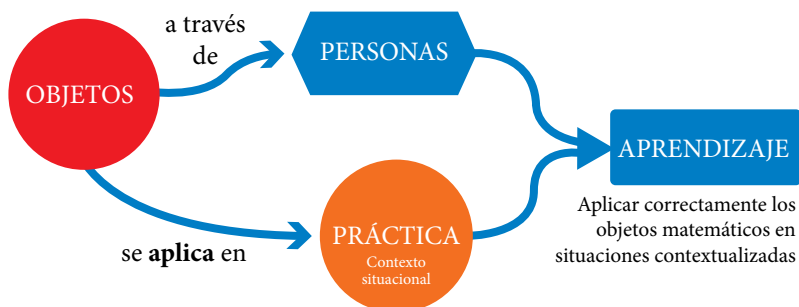 a través
de
PERSONAS
OBJETOS
APRENDIZAJE
Aplicar correctamente los
objetos matemáticos en
situaciones contextualizadas
se aplica en
PRÁCTICA
Contexto
situacional